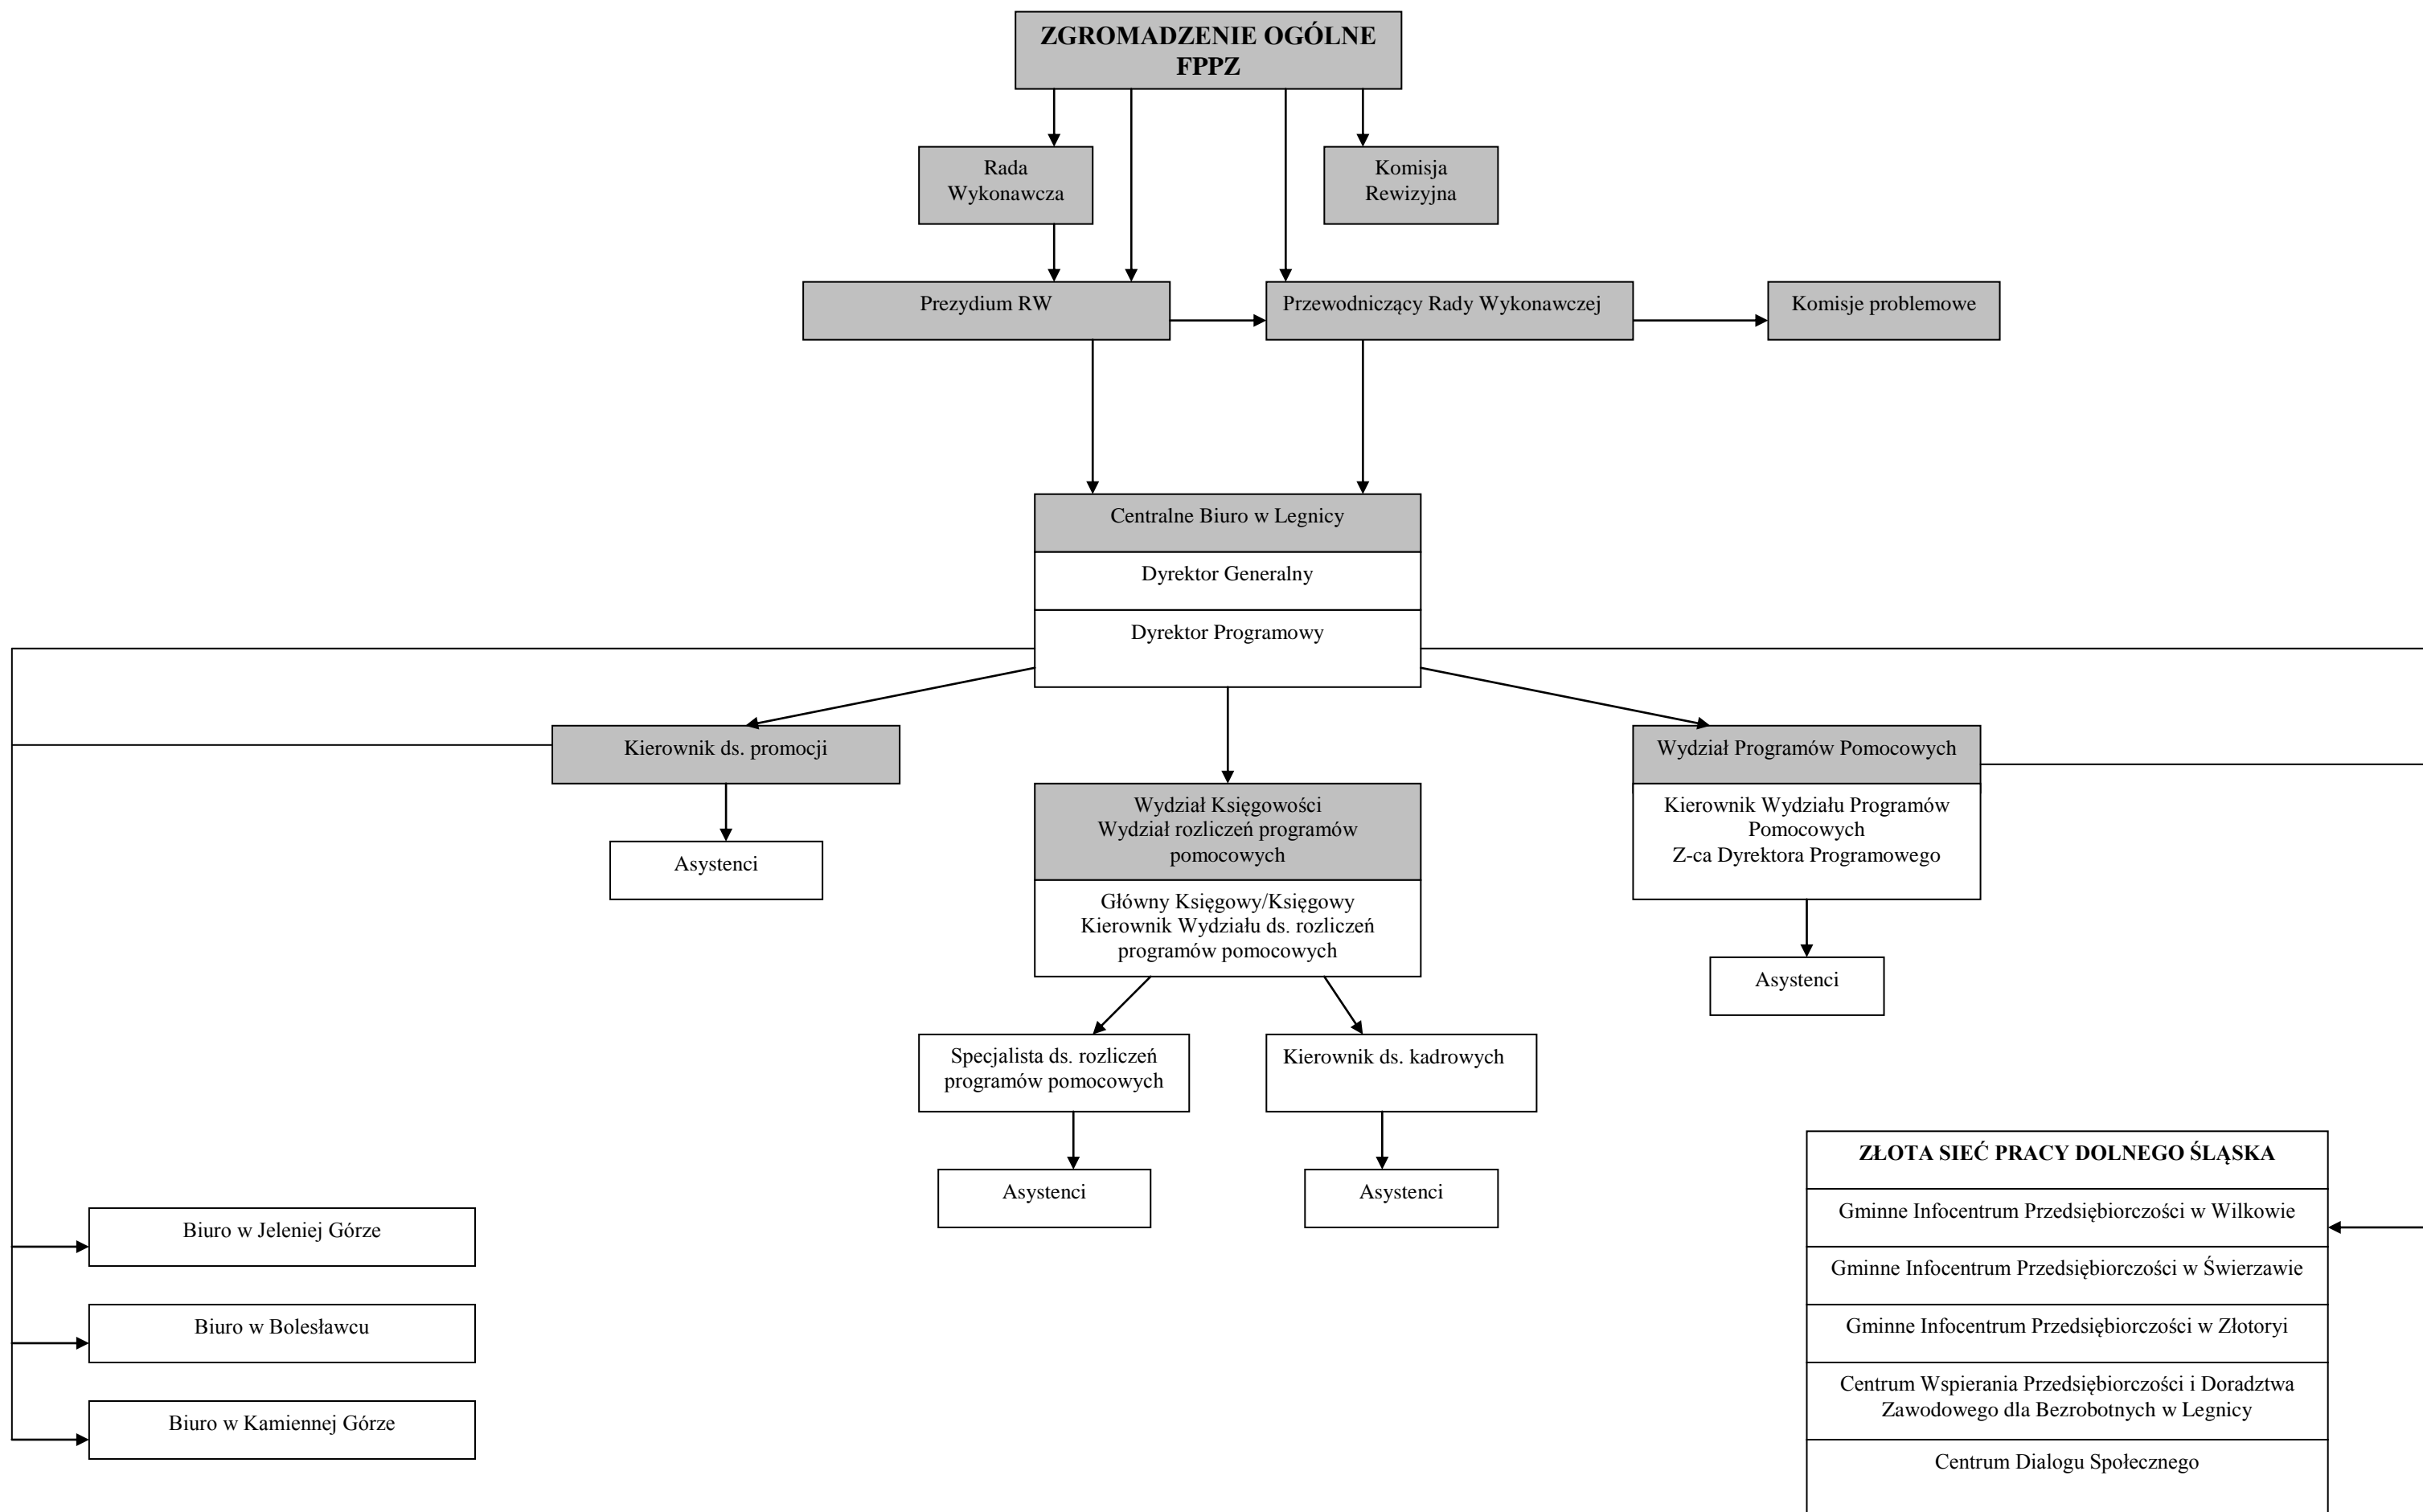 ZGROMADZENIE OGÓLNE
FPPZ
Rada
Wykonawcza
Komisja
Rewizyjna
Prezydium RW
Przewodniczący Rady Wykonawczej
Komisje problemowe
Centralne Biuro w Legnicy
Dyrektor Generalny
Dyrektor Programowy
Kierownik ds. promocji
Wydział Programów Pomocowych
Wydział Księgowości
Wydział rozliczeń programów
pomocowych
Kierownik Wydziału Programów
Pomocowych
Z-ca Dyrektora Programowego
Asystenci
Główny Księgowy/Księgowy
Kierownik Wydziału ds. rozliczeń
programów pomocowych
Asystenci
Specjalista ds. rozliczeń
programów pomocowych
Kierownik ds. kadrowych
Asystenci
Asystenci
ZŁOTA SIEĆ PRACY DOLNEGO ŚLĄSKA
Gminne Infocentrum Przedsiębiorczości w Wilkowie
Gminne Infocentrum Przedsiębiorczości w Świerzawie
Gminne Infocentrum Przedsiębiorczości w Złotoryi
Centrum Wspierania Przedsiębiorczości i Doradztwa
Zawodowego dla Bezrobotnych w Legnicy
Centrum Dialogu Społecznego
Biuro w Jeleniej Górze
Biuro w Bolesławcu
Biuro w Kamiennej Górze